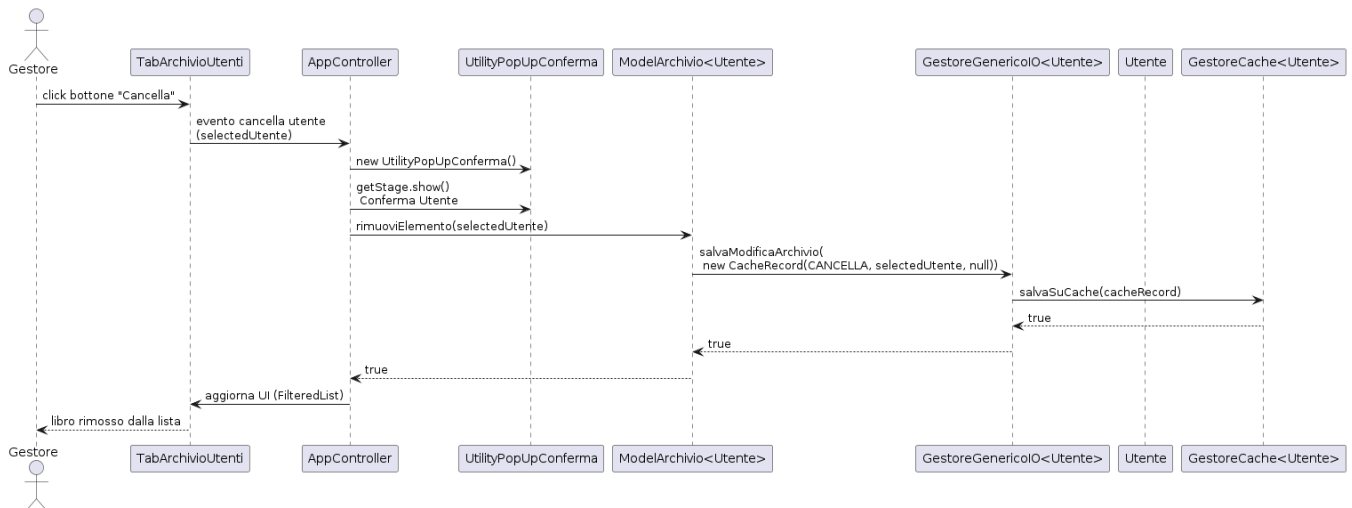 Gestore
TabArchivioUtenti
AppController
UtilityPopUpConferma
ModelArchivio<Utente>
GestoreGenericoIO<Utente>
Utente
GestoreCache<Utente>
click bottone "Cancella"
evento cancella utente
(selectedUtente)
new UtilityPopUpConferma()
getStage.show()
Conferma Utente
rimuoviElemento(selectedUtente)
salvaModificaArchivio(
new CacheRecord(CANCELLA, selectedUtente, null))
salvaSuCache(cacheRecord)
true
true
true
aggiorna UI (FilteredList)
libro rimosso dalla lista
Gestore
TabArchivioUtenti
AppController
UtilityPopUpConferma
ModelArchivio<Utente>
GestoreGenericoIO<Utente>
Utente
GestoreCache<Utente>